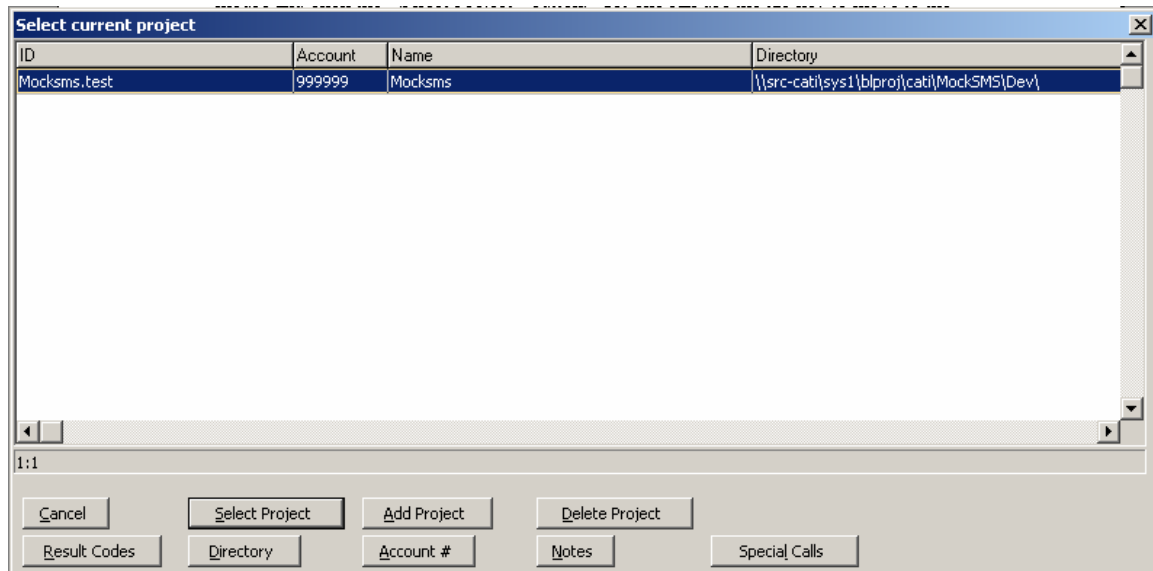 Select current project
ID Account Name Directory
Mocksms.test 999999 Mocksms \\src-cati\sys1\blproj\cati\MockSMS\Dev\
1:1
Cancel Select Project Add Project Delete Project
Result Codes Directory Account # Notes Special Calls